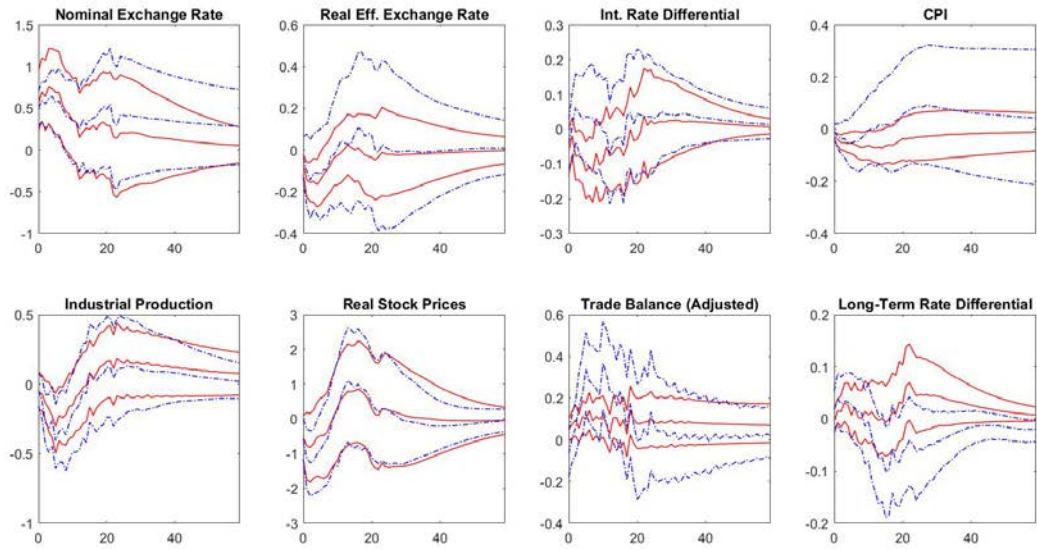 Nominal Exchange Rate
1.5
1
0.5
0
-0.5
-1
0 20 40
Real Eff. Exchange Rate
0.6
0.4
0.2
0
-0.2
-0.4
0 20 40
Int. Rate Differential
0.3
0.2
0.1
0
-0.1
-0.2
-0.3
0 20 40
CPI
0.4
0.2
0
-0.2
-0.4
0 20 40
Industrial Production
0.5
0
-0.5
-1
0 20 40
Real Stock Prices
3
2
1
0
-1
-2
-3
0 20 40
Trade Balance (Adjusted)
0.6
0.4
0.2
0
-0.2
-0.4
0 20 40
Long-Term Rate Differential
0.2
0.1
0
-0.1
-0.2
0 20 40